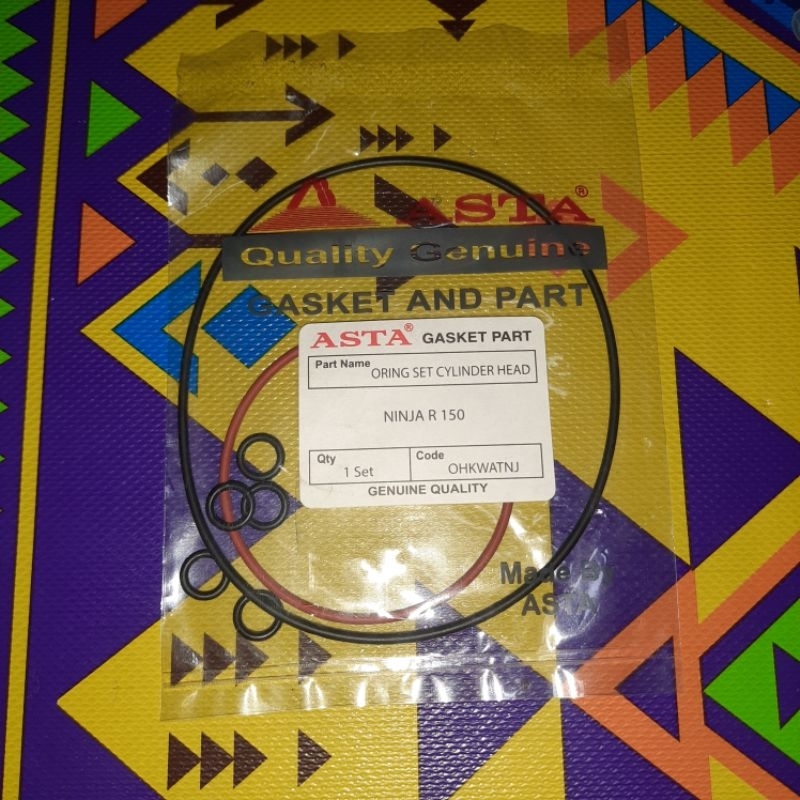 ASTA®
Quality Genuine
GASKET AND PART
ASTA® GASKET PART
Part Name ORING SET CYLINDER HEAD
NINJA R 150
Qty 1 Set Code OHKWATNJ
GENUINE QUALITY
Made By
ASTA